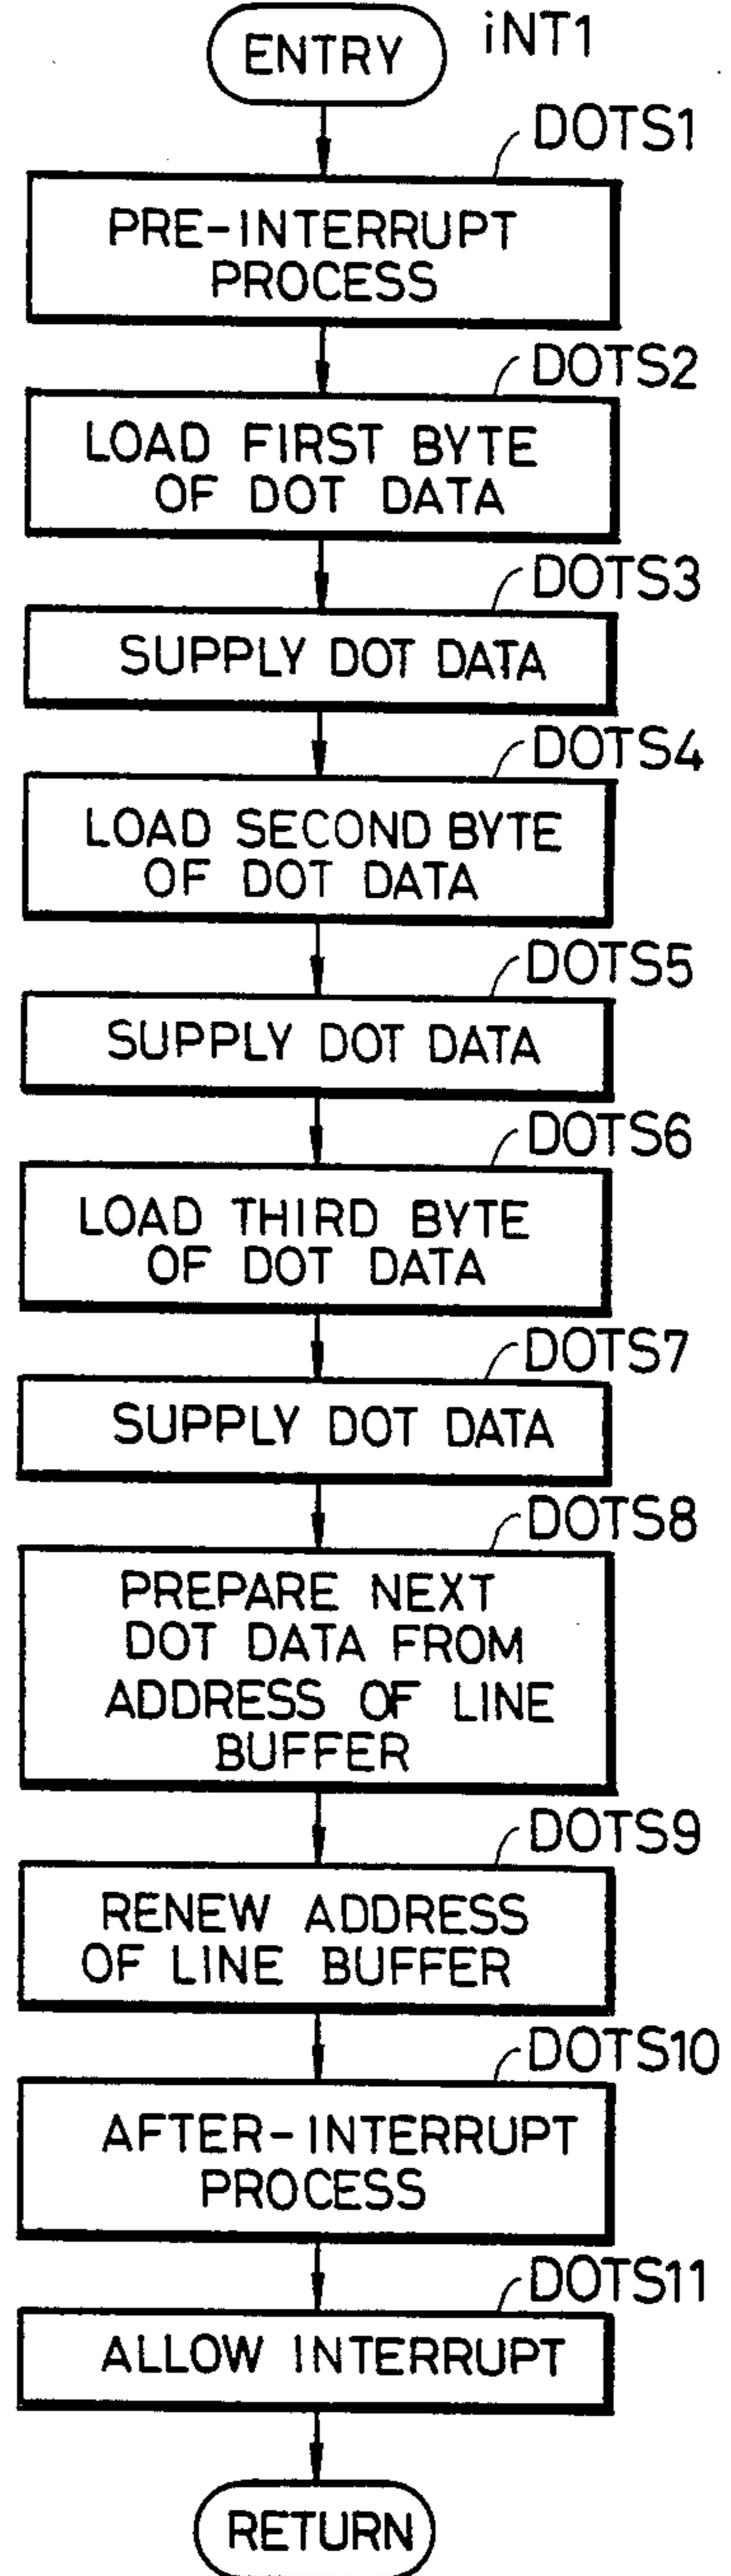 ENTRY
iNT1
DOTS1
PRE-INTERRUPT
PROCESS
DOTS2
LOAD FIRST BYTE
OF DOT DATA
DOTS3
SUPPLY DOT DATA
DOTS4
LOAD SECOND BYTE
OF DOT DATA
DOTS5
SUPPLY DOT DATA
DOTS6
LOAD THIRD BYTE
OF DOT DATA
DOTS7
SUPPLY DOT DATA
DOTS8
PREPARE NEXT
DOT DATA FROM
ADDRESS OF LINE
BUFFER
DOTS9
RENEW ADDRESS
OF LINE BUFFER
DOTS10
AFTER-INTERRUPT
PROCESS
DOTS11
ALLOW INTERRUPT
RETURN